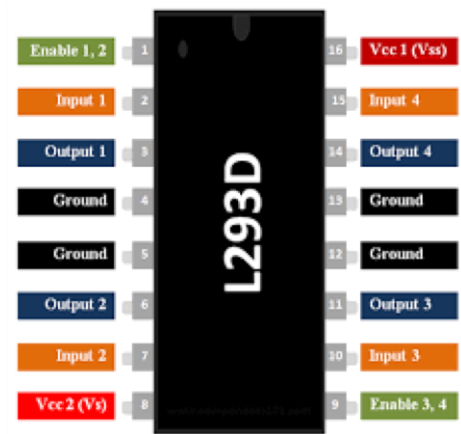 Enable 1, 2 1 16 Vcc 1 (Vss)
Input 1 2 15 Input 4
Output 1 3 14 Output 4
Ground 4 13 Ground
Ground 5 12 Ground
Output 2 6 11 Output 3
Input 2 7 10 Input 3
Vcc 2 (Vs) 8 9 Enable 3, 4
L293D